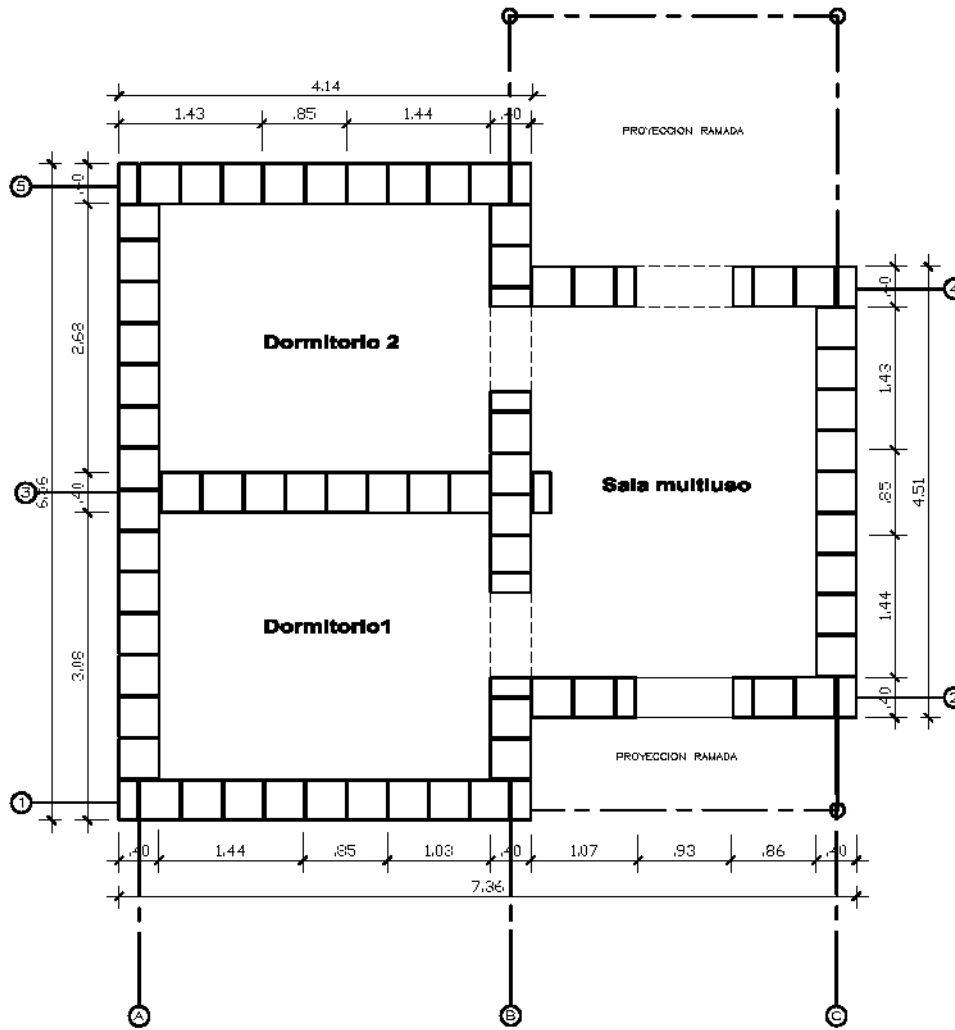 4.14
1.43 .85 1.44 .40
PROYECCION RAMADA
5
.40
4
.40
2.68
Dormitorio 2
1.43
3
.40
Sala multiuso
.85
4.51
Dormitorio1
1.44
3.08
.40
2
PROYECCION RAMADA
1
.40 1.44 .85 1.03 .40 1.07 .93 .86 .40
7.36
A B C